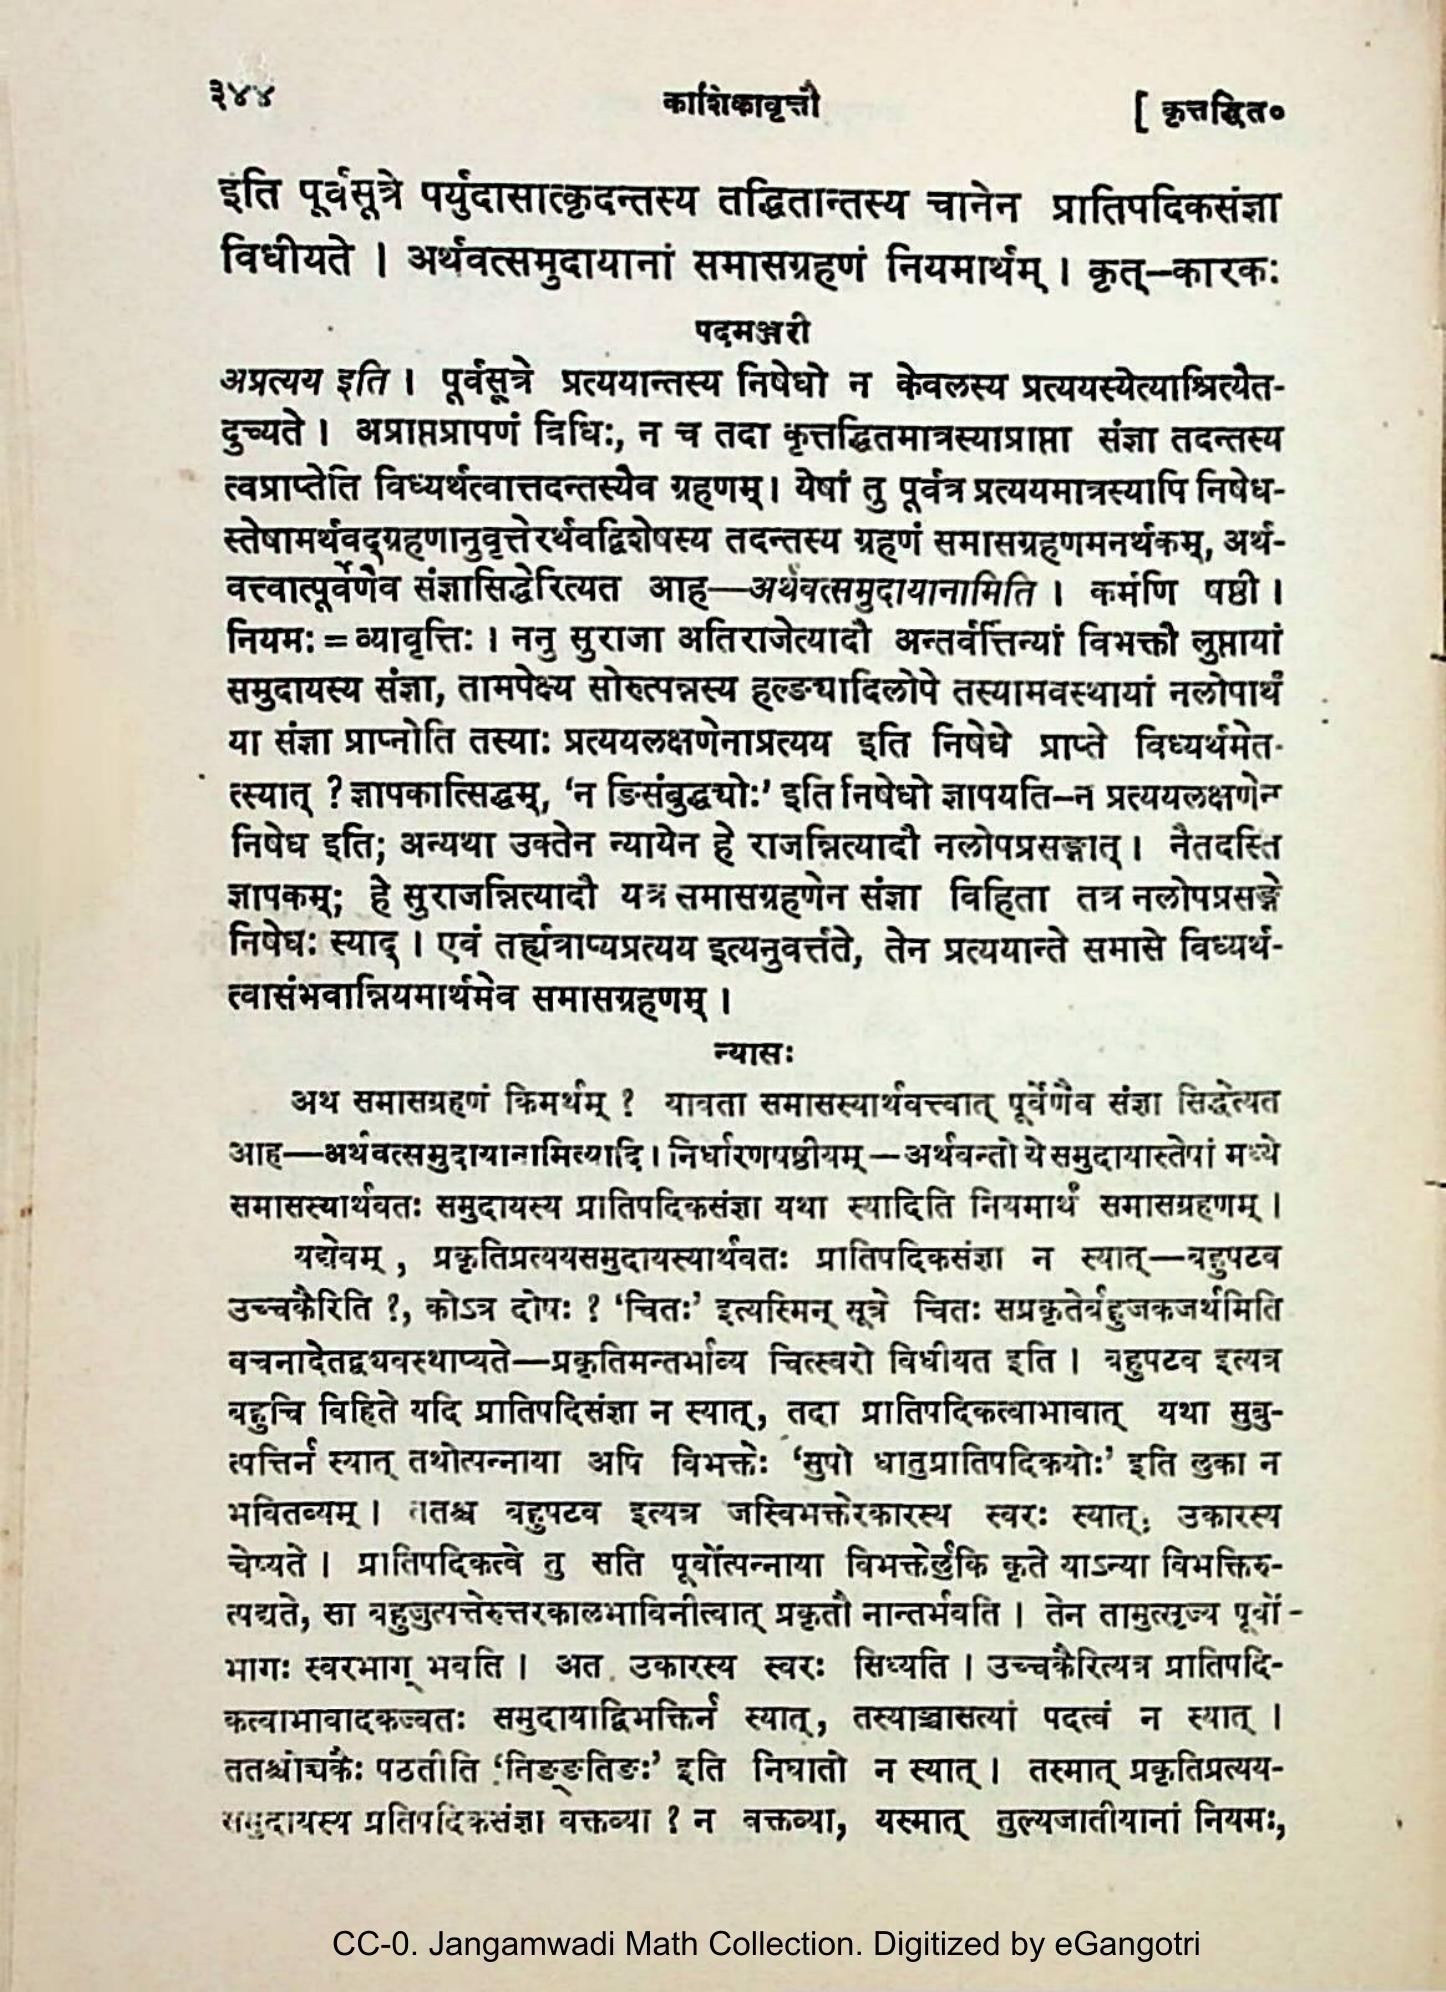 ३४४ काशिकावृत्तौ [ कृत्तद्धित०
इति पूर्वसूत्रे पर्युदासात्कृदन्तस्य तद्धितान्तस्य चानेन प्रातिपदिकसंज्ञा
विधीयते । अर्थवत्समुदायानां समासग्रहणं नियमार्थम् । कृत्–कारकः
पदमञ्जरी
अप्रत्यय इति । पूर्वसूत्रे प्रत्ययान्तस्य निषेधो न केवलस्य प्रत्ययस्येत्याश्रित्यैत-
दुच्यते । अप्राप्तप्रापणं विधिः, न च तदा कृत्तद्धितमात्रस्याप्राप्ता संज्ञा तदन्तस्य
त्वप्राप्तेति विध्यर्थत्वात्तदन्तस्यैव ग्रहणम् । येषां तु पूर्वत्र प्रत्ययमात्रस्यापि निषेध-
स्तेषामर्थवद्ग्रहणानुवृत्तेरर्थवद्विशेषस्य तदन्तस्य ग्रहणं समासग्रहणमनर्थकम्, अर्थ-
वत्त्वात्पूर्वेणैव संज्ञासिद्धेरित्यत आह—अर्थवत्समुदायानामिति । कर्मणि षष्ठी ।
नियमः = व्यावृत्तिः । ननु सुराजा अतिराजेत्यादौ अन्तर्वर्त्तिन्यां विभक्तौ लुप्तायां
समुदायस्य संज्ञा, तामपेक्ष्य सोरुत्पन्नस्य हल्ङ्यादिलोपे तस्यामवस्थायां नलोपार्थं
या संज्ञा प्राप्नोति तस्याः प्रत्ययलक्षणेनाप्रत्यय इति निषेधे प्राप्ते विध्यर्थमेत-
त्स्यात् ? ज्ञापकात्सिद्धम्, ‘न ङिसंबुद्ध्योः’ इति निषेधो ज्ञापयति–न प्रत्ययलक्षणेन
निषेध इति; अन्यथा उक्तेन न्यायेन हे राजन्नित्यादौ नलोपप्रसङ्गात् । नैतदस्ति
ज्ञापकम्; हे सुराजन्नित्यादौ यत्र समासग्रहणेन संज्ञा विहिता तत्र नलोपप्रसङ्गे
निषेधः स्याद् । एवं तर्ह्यत्राप्यप्रत्यय इत्यनुवर्त्तते, तेन प्रत्ययान्ते समासे विध्यर्थ-
त्वासंभवान्नियमार्थमेव समासग्रहणम् ।
न्यासः
अथ समासग्रहणं किमर्थम् ? यावता समासस्यार्थवत्त्वात् पूर्वेणैव संज्ञा सिद्धेत्यत
आह—अर्थवत्समुदायानामित्यादि । निर्धारणषष्ठीयम्—अर्थवन्तो ये समुदायास्तेषां मध्ये
समासस्यार्थवतः समुदायस्य प्रातिपदिकसंज्ञा यथा स्यादिति नियमार्थं समासग्रहणम् ।
यद्येवम् , प्रकृतिप्रत्ययसमुदायस्यार्थवतः प्रातिपदिकसंज्ञा न स्यात्—बहुपटव
उच्चकैरिति ?, कोऽत्र दोषः ? ‘चितः’ इत्यस्मिन् सूत्रे चितः सप्रकृतेर्बहुजकजर्थमिति
वचनादेतद्व्यवस्थाप्यते—प्रकृतिमन्तर्भाव्य चित्स्वरो विधीयत इति । बहुपटव इत्यत्र
बहुचि विहिते यदि प्रातिपदिसंज्ञा न स्यात्, तदा प्रातिपदिकत्वाभावात् यथा सुबु-
त्पत्तिर्न स्यात् तथोत्पन्नाया अपि विभक्तेः ‘सुपो धातुप्रातिपदिकयोः’ इति लुका न
भवितव्यम् । ततश्च बहुपटव इत्यत्र जस्विभक्तेरकारस्य स्वरः स्यात्, उकारस्य
चेष्यते । प्रातिपदिकत्वे तु सति पूर्वोत्पन्नाया विभक्तेर्लुकि कृते याऽन्या विभक्तिरु-
त्पद्यते, सा बहुजुत्पत्तेरुत्तरकालभाविनीत्वात् प्रकृतौ नान्तर्भवति । तेन तामुत्सृज्य पूर्वो-
भागः स्वरभाग् भवति । अत उकारस्य स्वरः सिध्यति । उच्चकैरित्यत्र प्रातिपदि-
कत्वाभावादकज्वतः समुदायाद्विभक्तिर्न स्यात्, तस्याञ्चासत्यां पदत्वं न स्यात् ।
ततश्चोच्चकैः पठतीति ‘तिङ्ङतिङः’ इति निघातो न स्यात् । तस्मात् प्रकृतिप्रत्यय-
समुदायस्य प्रतिपदिकसंज्ञा वक्तव्या ? न वक्तव्या, यस्मात् तुल्यजातीयानां नियमः,
CC-0. Jangamwadi Math Collection. Digitized by eGangotri